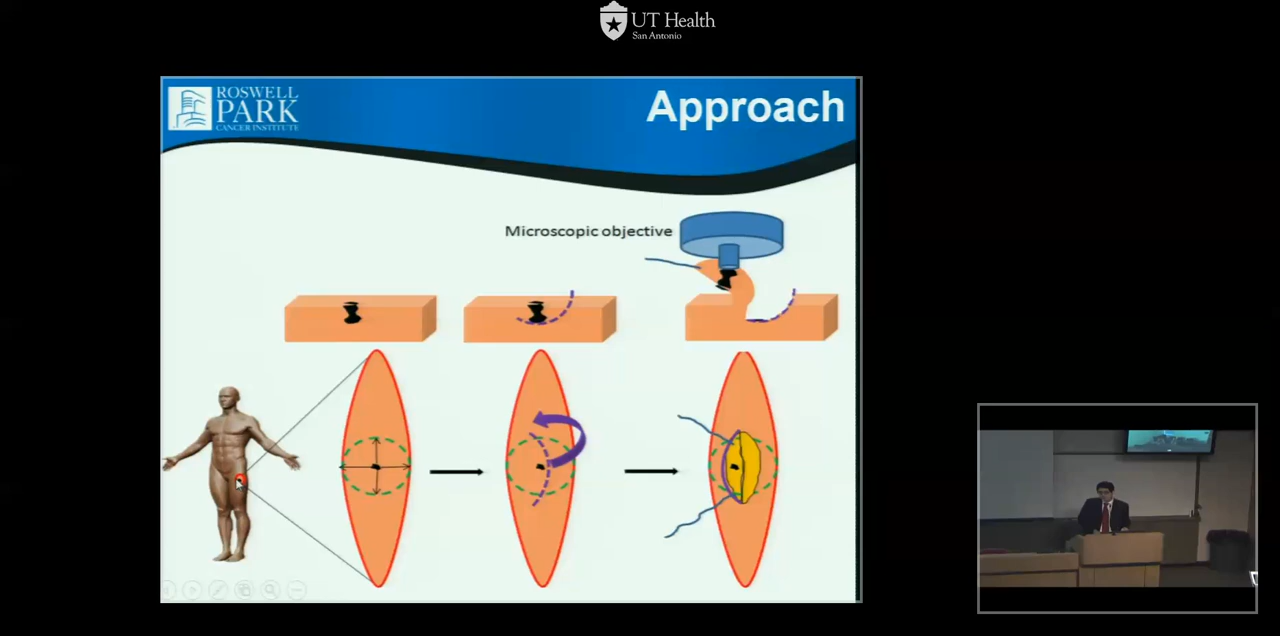 UT Health
San Antonio
ROSWELL
PARK
CANCER INSTITUTE
Approach
Microscopic objective